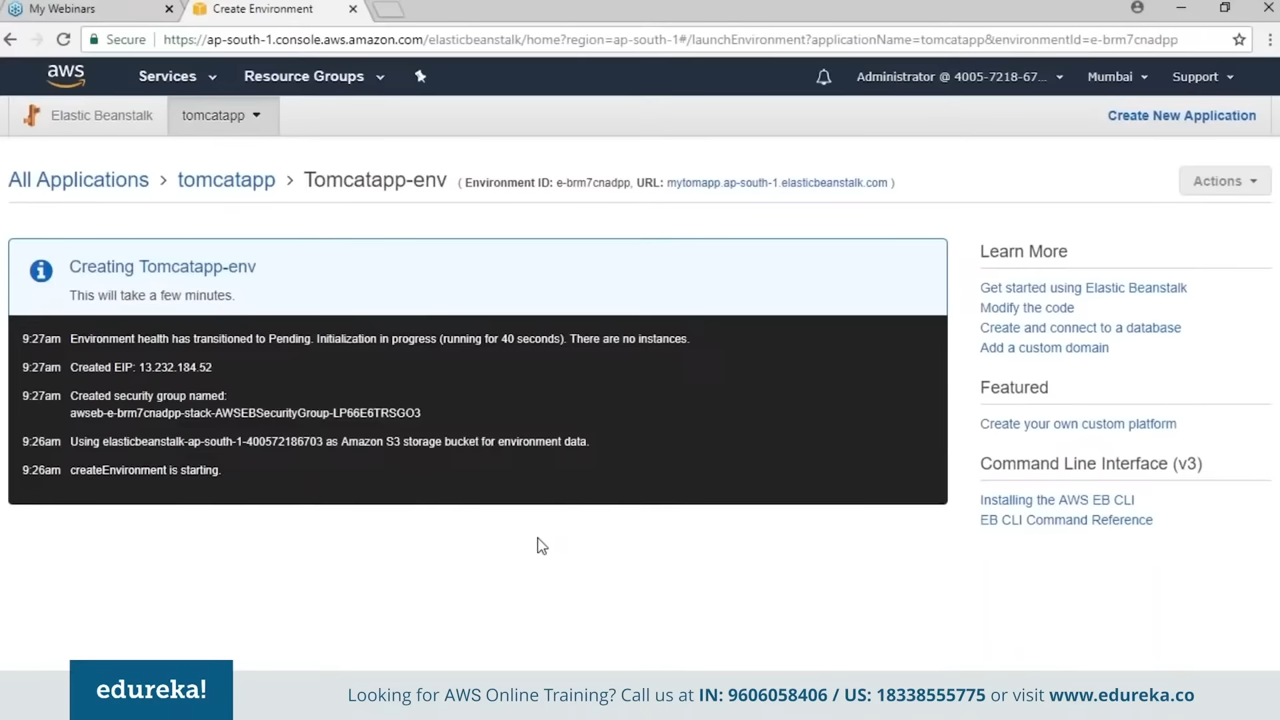 My Webinars
Create Environment
Secure https://ap-south-1.console.aws.amazon.com/elasticbeanstalk/home?region=ap-south-1#/launchEnvironment?applicationName=tomcatapp&environmentId=e-brm7cnadpp
aws Services Resource Groups Administrator @ 4005-7218-67... Mumbai Support
Elastic Beanstalk tomcatapp Create New Application
All Applications > tomcatapp > Tomcatapp-env ( Environment ID: e-brm7cnadpp, URL: mytomapp.ap-south-1.elasticbeanstalk.com ) Actions
Creating Tomcatapp-env
This will take a few minutes.
9:27am Environment health has transitioned to Pending. Initialization in progress (running for 40 seconds). There are no instances.
9:27am Created EIP: 13.232.184.52
9:27am Created security group named:
awseb-e-brm7cnadpp-stack-AWSEBSecurityGroup-LP66E6TRSGO3
9:26am Using elasticbeanstalk-ap-south-1-400572186703 as Amazon S3 storage bucket for environment data.
9:26am createEnvironment is starting.
Learn More
Get started using Elastic Beanstalk
Modify the code
Create and connect to a database
Add a custom domain
Featured
Create your own custom platform
Command Line Interface (v3)
Installing the AWS EB CLI
EB CLI Command Reference
edureka!
Looking for AWS Online Training? Call us at IN: 9606058406 / US: 18338555775 or visit www.edureka.co